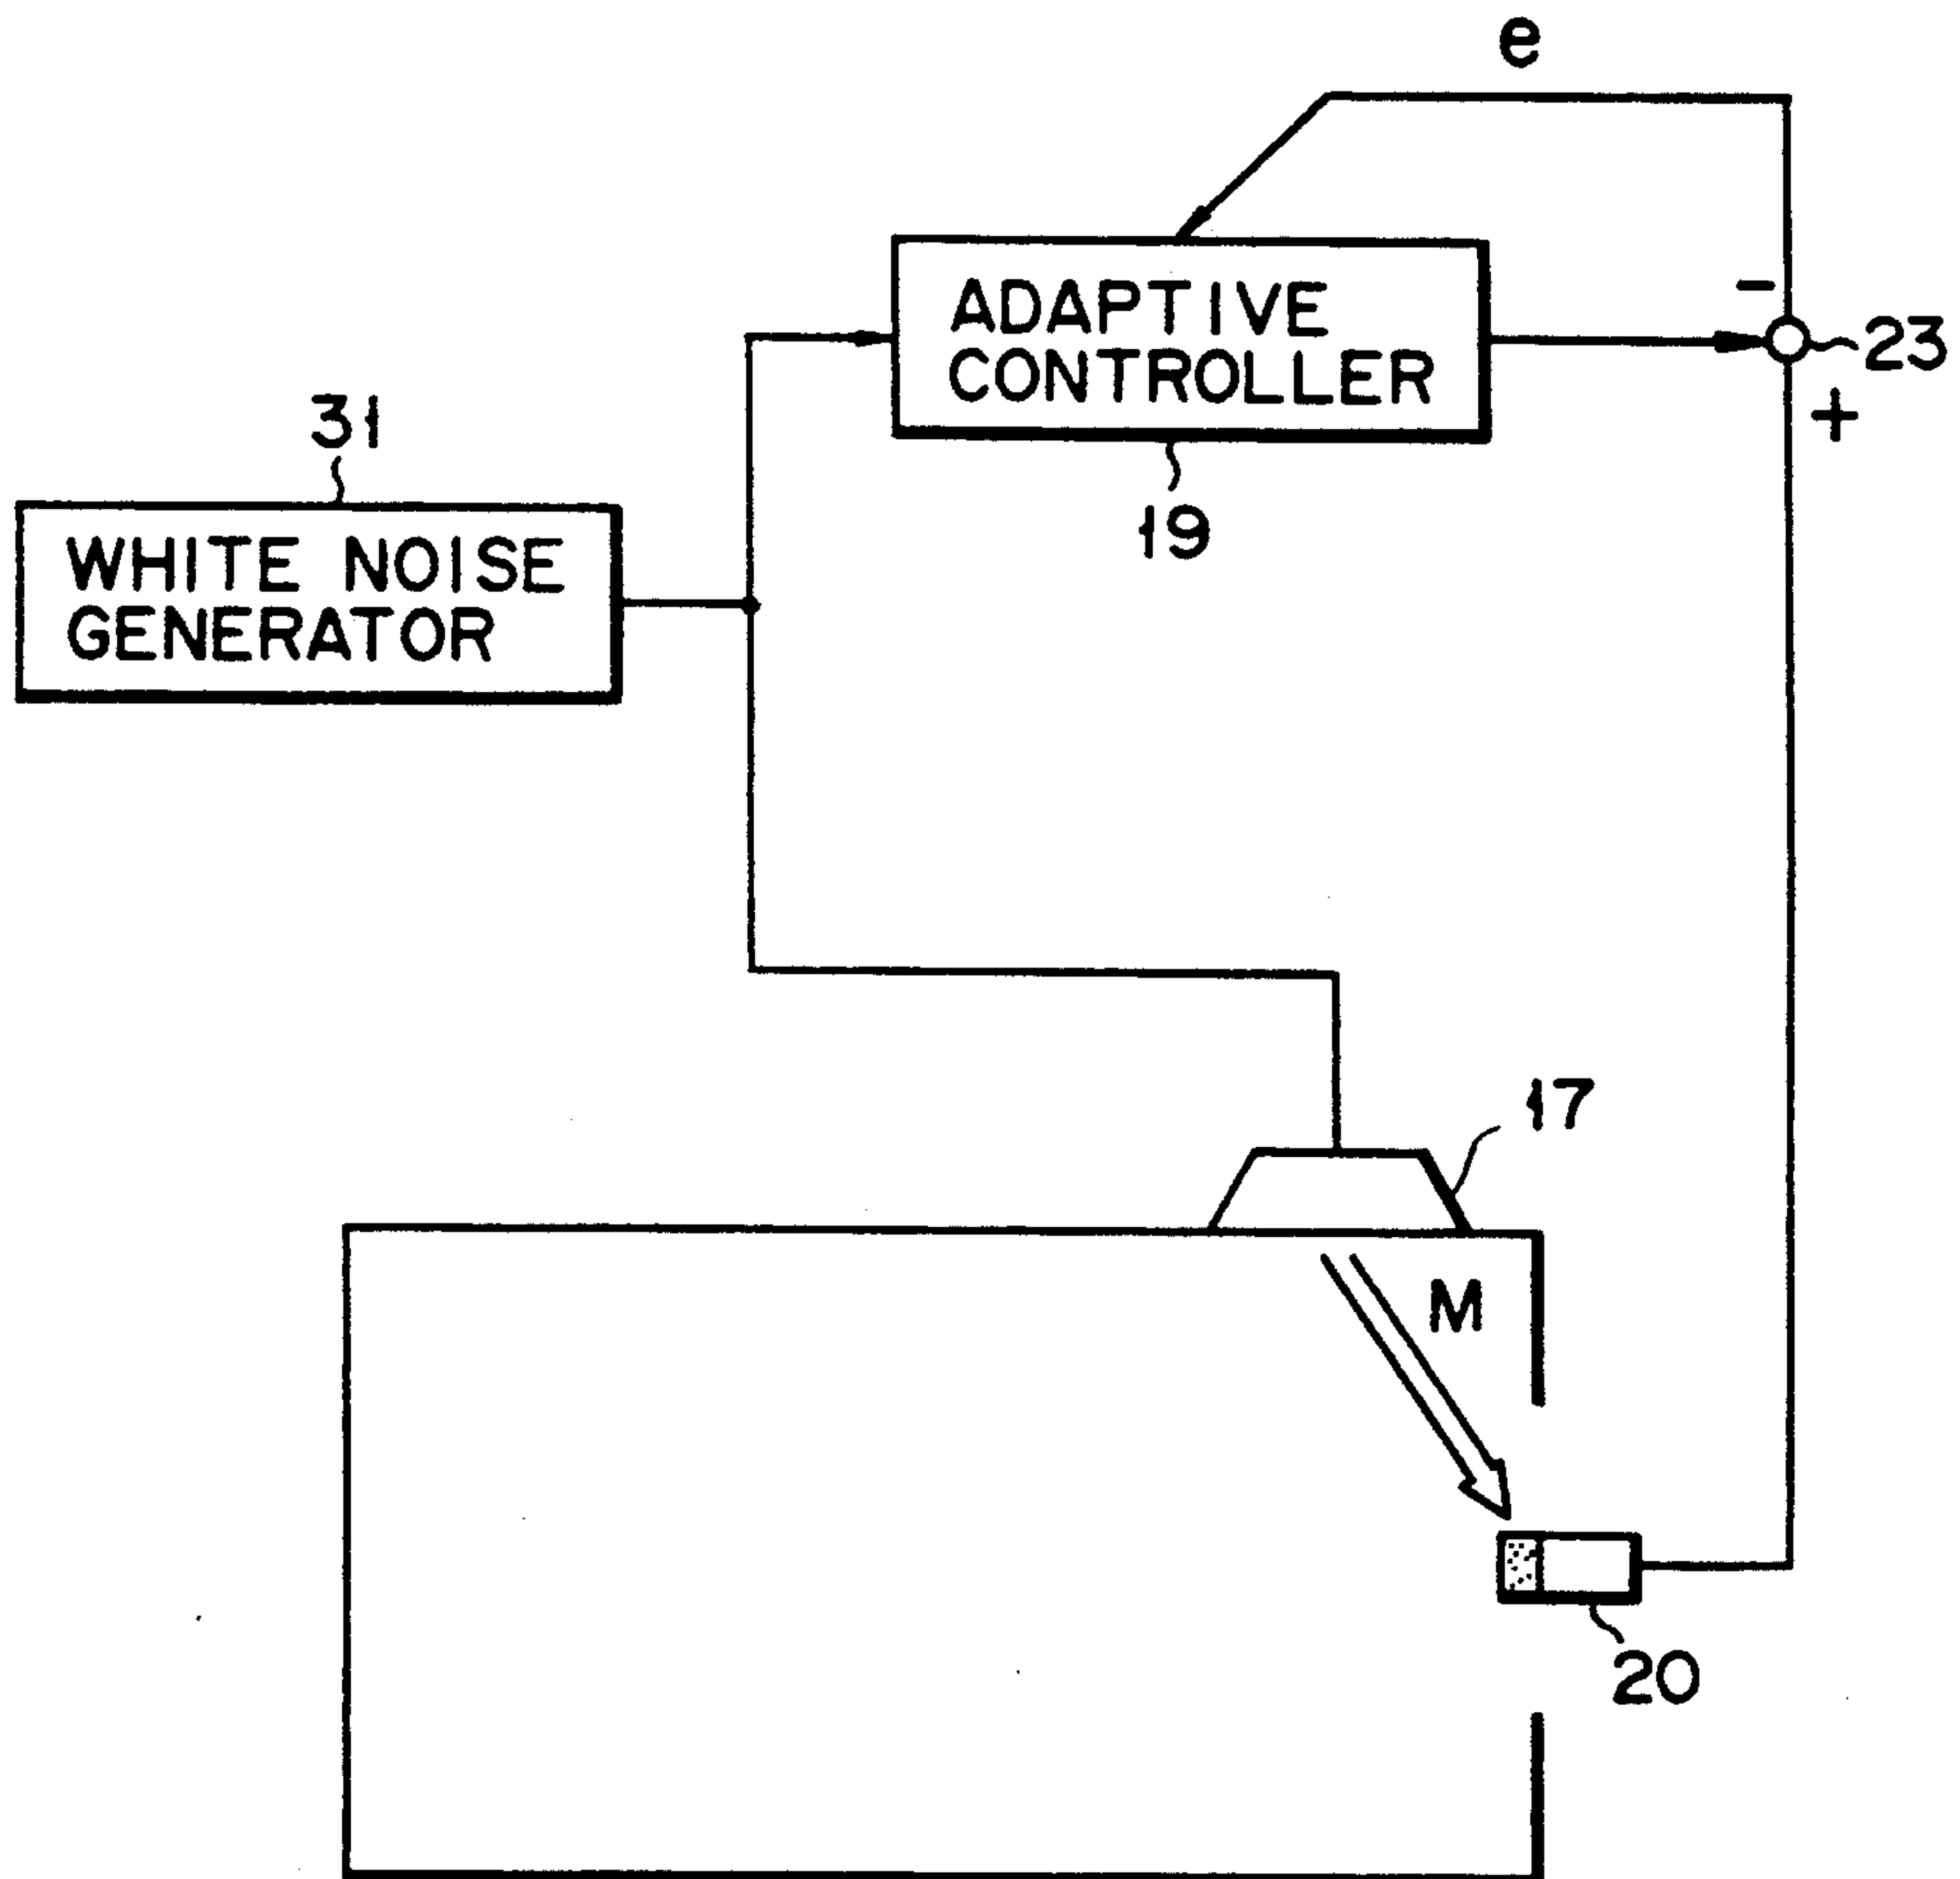 e
ADAPTIVE
CONTROLLER
-
23
+
31
19
WHITE NOISE
GENERATOR
17
M
20